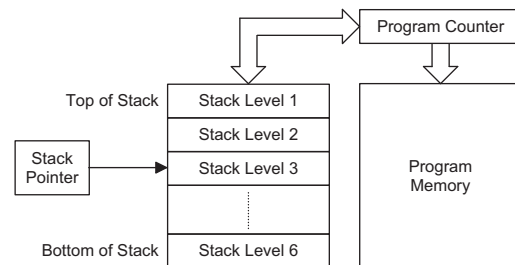 Program Counter
Top of Stack
Stack Level 1
Stack Level 2
Stack
Pointer
Stack Level 3
Program
Memory
Bottom of Stack
Stack Level 6